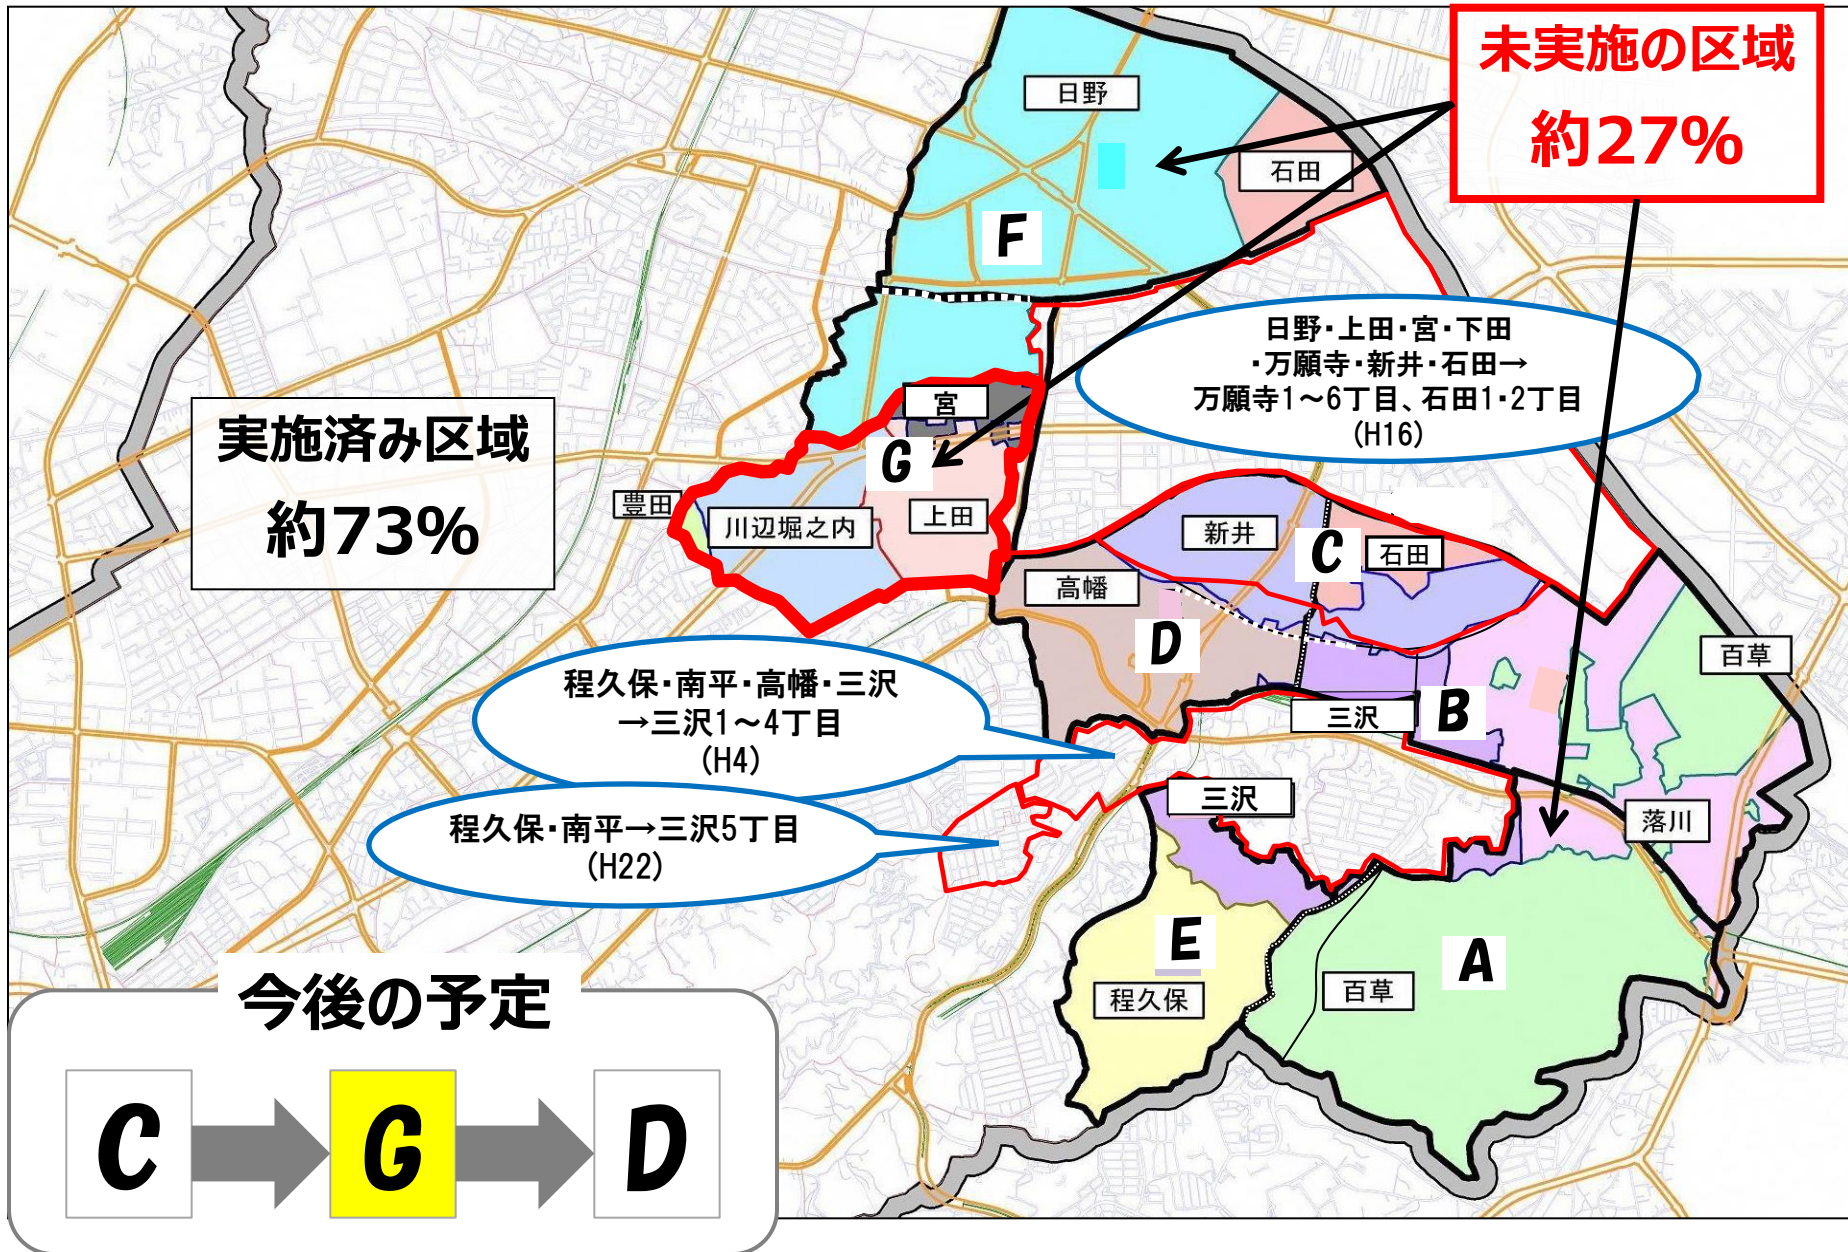 未実施の区域
約27%
日野
石田
F
日野・上田・宮・下田
・万願寺・新井・石田→
万願寺1～6丁目、石田1・2丁目
(H16)
宮
実施済み区域
約73%
G
豊田
川辺堀之内
上田
新井
C
石田
高幡
D
百草
程久保・南平・高幡・三沢
→三沢1～4丁目
(H4)
三沢
B
三沢
落川
程久保・南平→三沢5丁目
(H22)
E
A
程久保
百草
今後の予定
C
G
D